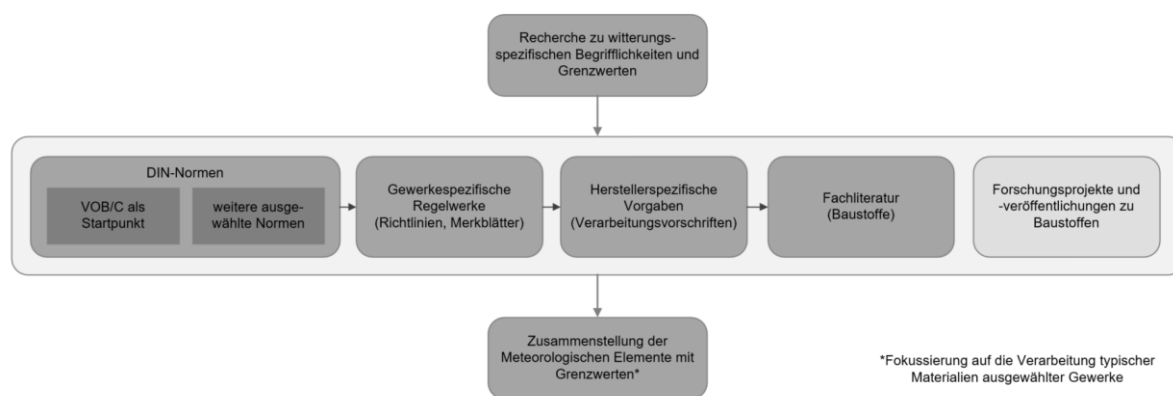 Recherche zu witterungs-
spezifischen Begrifflichkeiten und
Grenzwerten
DIN-Normen
VOB/C als
Startpunkt
weitere ausge-
wählte Normen
Gewerkespezifische
Regelwerke
(Richtlinien, Merkblätter)
Herstellerspezifische
Vorgaben
(Verarbeitungsvorschriften)
Fachliteratur
(Baustoffe)
Forschungsprojekte und
-veröffentlichungen zu
Baustoffen
Zusammenstellung der
Meteorologischen Elemente mit
Grenzwerten*
*Fokussierung auf die Verarbeitung typischer
Materialien ausgewählter Gewerke